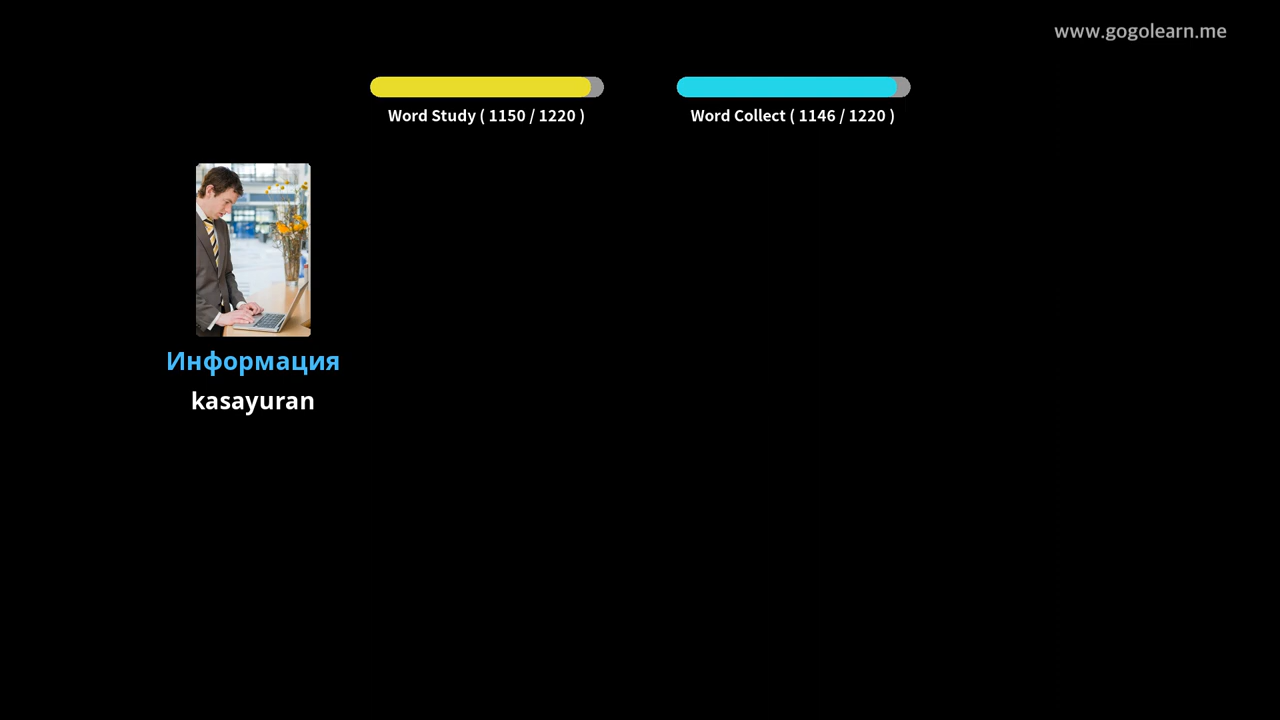 www.gogolearn.me
Word Study ( 1150 / 1220 )
Word Collect ( 1146 / 1220 )
Информация
kasayuran